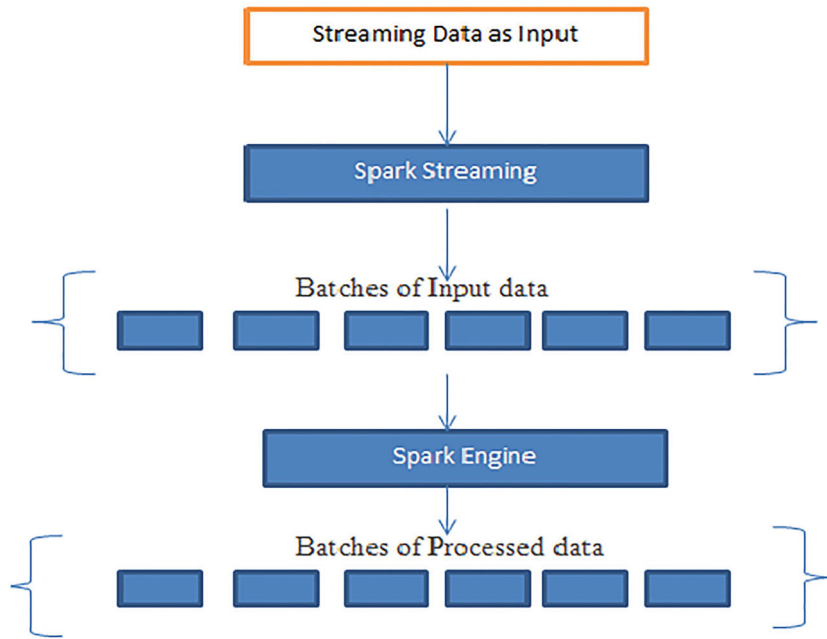 Streaming Data as Input
Spark Streaming
Batches of Input data
Spark Engine
Batches of Processed data